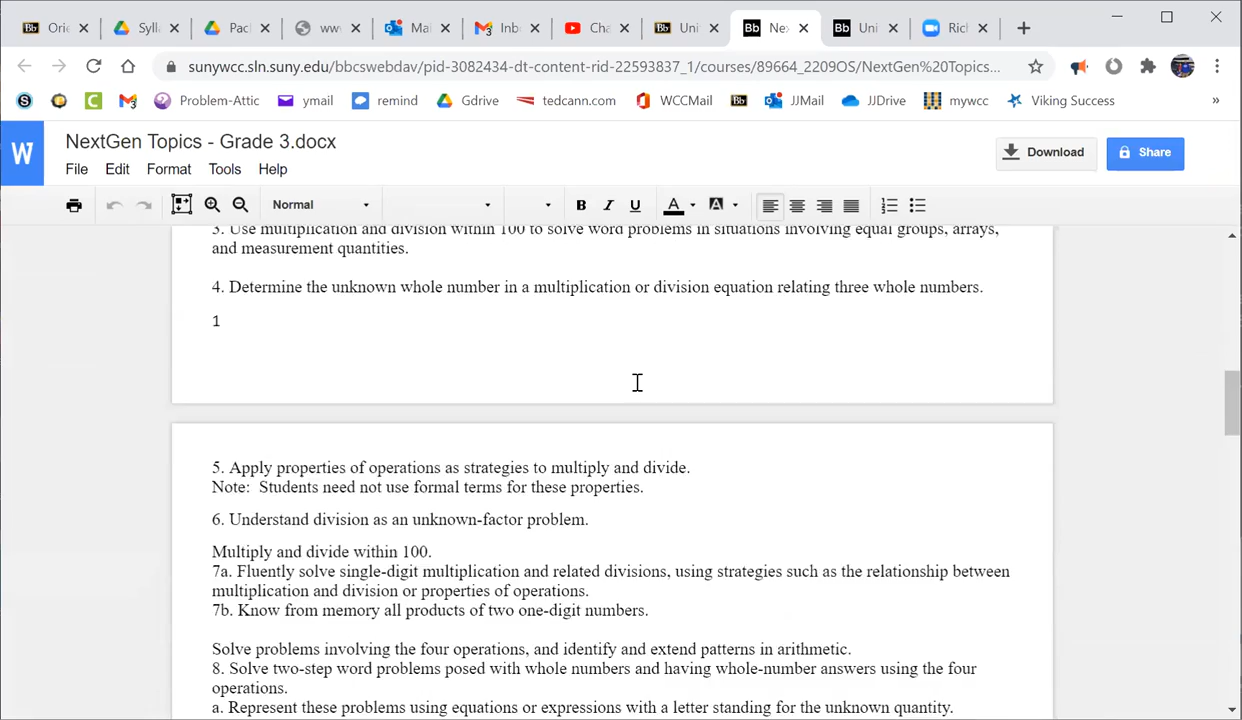 Orie
Sylla
Pack
www
Mai
Inbo
Cha
Uni
Nex
Uni
Rich
sunywcc.sln.suny.edu/bbcswebdav/pid-3082434-dt-content-rid-22593837_1/courses/89664_2209OS/NextGen%20Topics...
Problem-Attic
ymail
remind
Gdrive
tedcann.com
WCCMail
Bb
JJMail
JJDrive
mywcc
Viking Success
»
W
NextGen Topics - Grade 3.docx
File Edit Format Tools Help
Download
Share
Normal
B I U A A
3. Use multiplication and division within 100 to solve word problems in situations involving equal groups, arrays,
and measurement quantities.
4. Determine the unknown whole number in a multiplication or division equation relating three whole numbers.
1
5. Apply properties of operations as strategies to multiply and divide.
Note: Students need not use formal terms for these properties.
6. Understand division as an unknown-factor problem.
Multiply and divide within 100.
7a. Fluently solve single-digit multiplication and related divisions, using strategies such as the relationship between
multiplication and division or properties of operations.
7b. Know from memory all products of two one-digit numbers.
Solve problems involving the four operations, and identify and extend patterns in arithmetic.
8. Solve two-step word problems posed with whole numbers and having whole-number answers using the four
operations.
a. Represent these problems using equations or expressions with a letter standing for the unknown quantity.